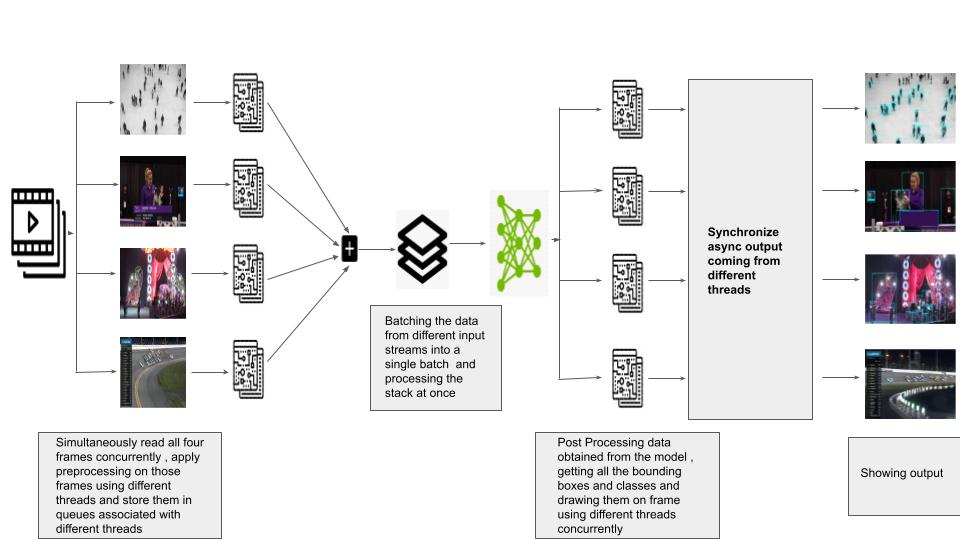 Synchronize
async output
coming from
different
threads
Batching the data
from different input
streams into a
single batch  and
processing the
stack at once
Simultaneously read all four
frames concurrently , apply
preprocessing on those
frames using different
threads and store them in
queues associated with
different threads
Post Processing data
obtained from the model ,
getting all the bounding
boxes and classes and
drawing them on frame
using different threads
concurrently
Showing output